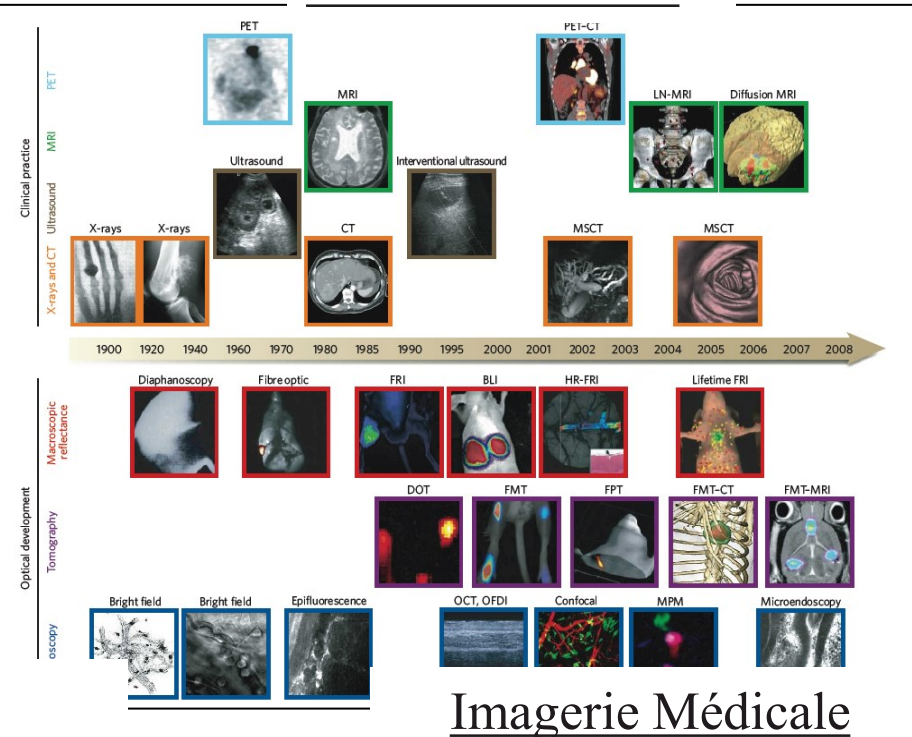 PET
PET-CT
MRI
LN-MRI
Diffusion MRI
Ultrasound
Interventional ultrasound
X-rays
X-rays
CT
MSCT
MSCT
Clinical practice
PET
MRI
Ultrasound
X-rays and CT
1900 1920 1940 1960 1970 1980 1985 1990 1995 2000 2001 2002 2003 2004 2005 2006 2007 2008
Diaphanoscopy
Fibre optic
FRI
BLI
HR-FRI
Lifetime FRI
DOT
FMT
FPT
FMT-CT
FMT-MRI
Bright field
Bright field
Epifluorescence
OCT, OFDI
Confocal
MPM
Microendoscopy
Optical development
Macroscopic
reflectance
Tomography
oscopy
Imagerie Médicale